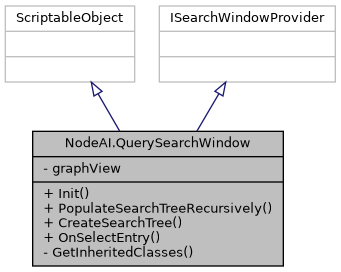 ScriptableObject
ISearchWindowProvider
NodeAI.QuerySearchWindow
- graphView
+ Init()
+ PopulateSearchTreeRecursively()
+ CreateSearchTree()
+ OnSelectEntry()
- GetInheritedClasses()